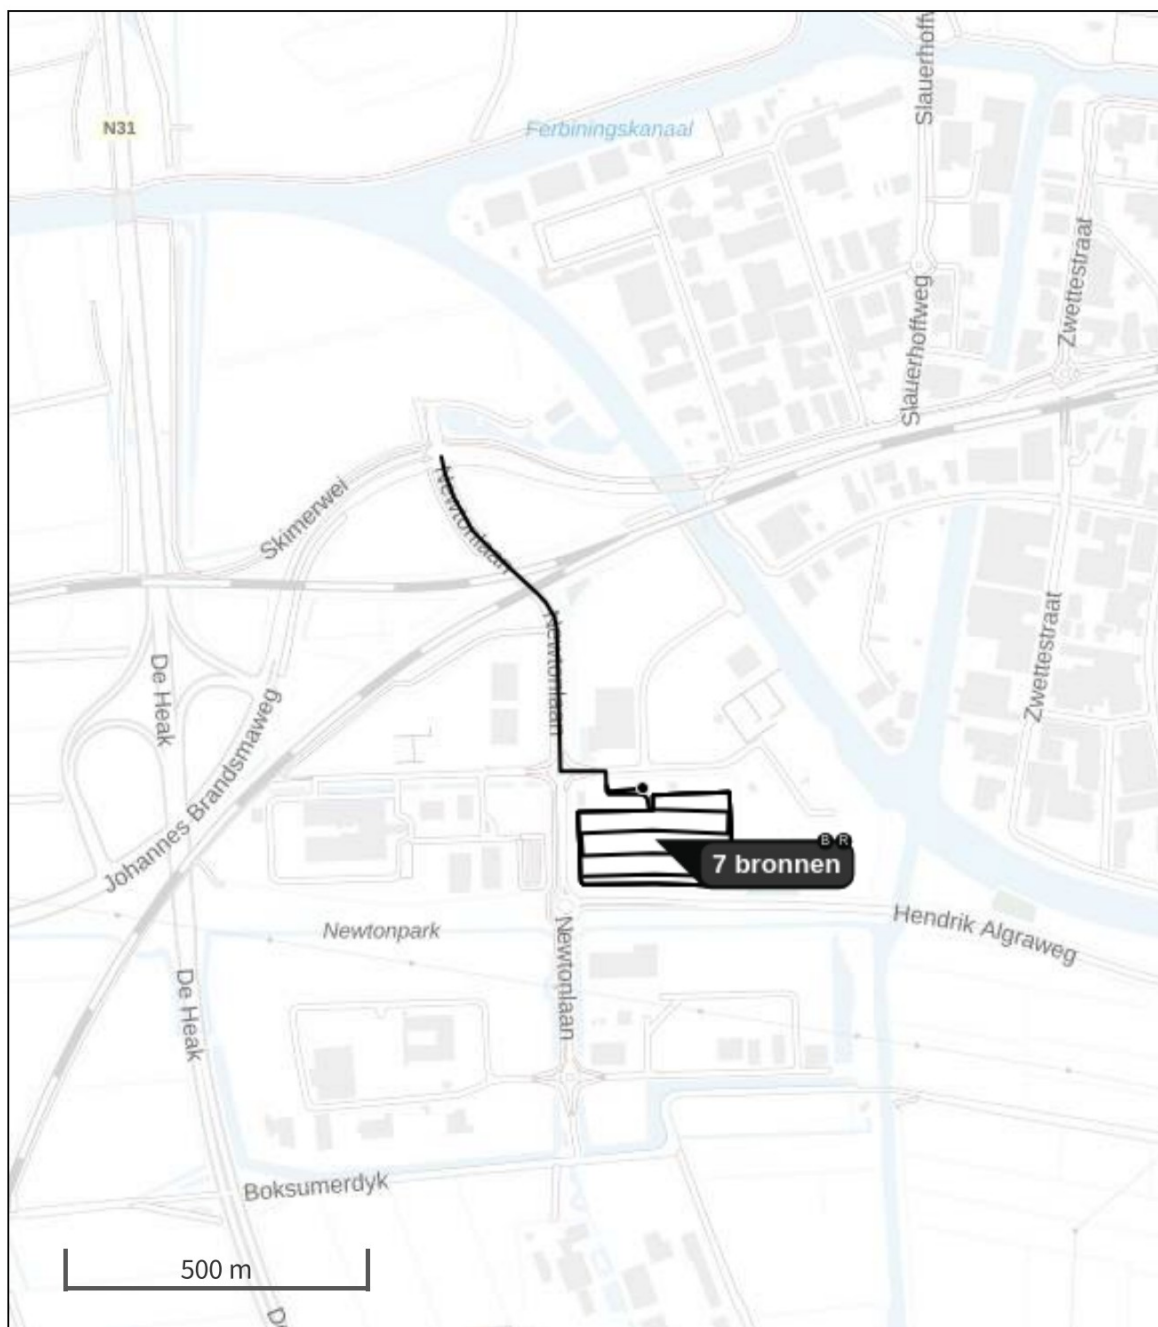 Slauerhoffw
N31
Ferbiningskanaal
Zwettestraat
Slauerhoffweg
Newtonlaan
Skimerwei
Newtonlaan
Zwettestraat
De Heak
Johannes Brandsmaweg
B R
7 bronnen
Hendrik Algraweg
Newtonpark
Newtonlaan
De Heak
Boksumerdyk
500 m